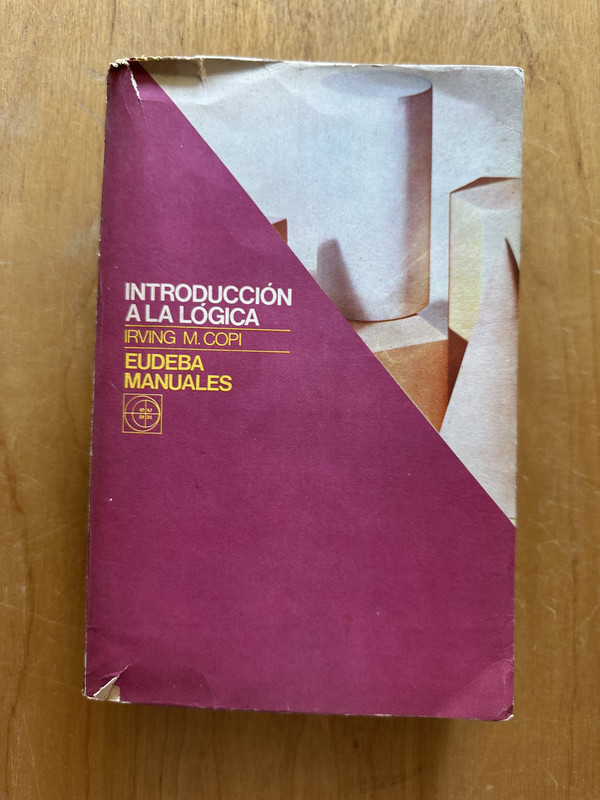 INTRODUCCIÓN
A LA LÓGICA
IRVING M. COPI
EUDEBA
MANUALES